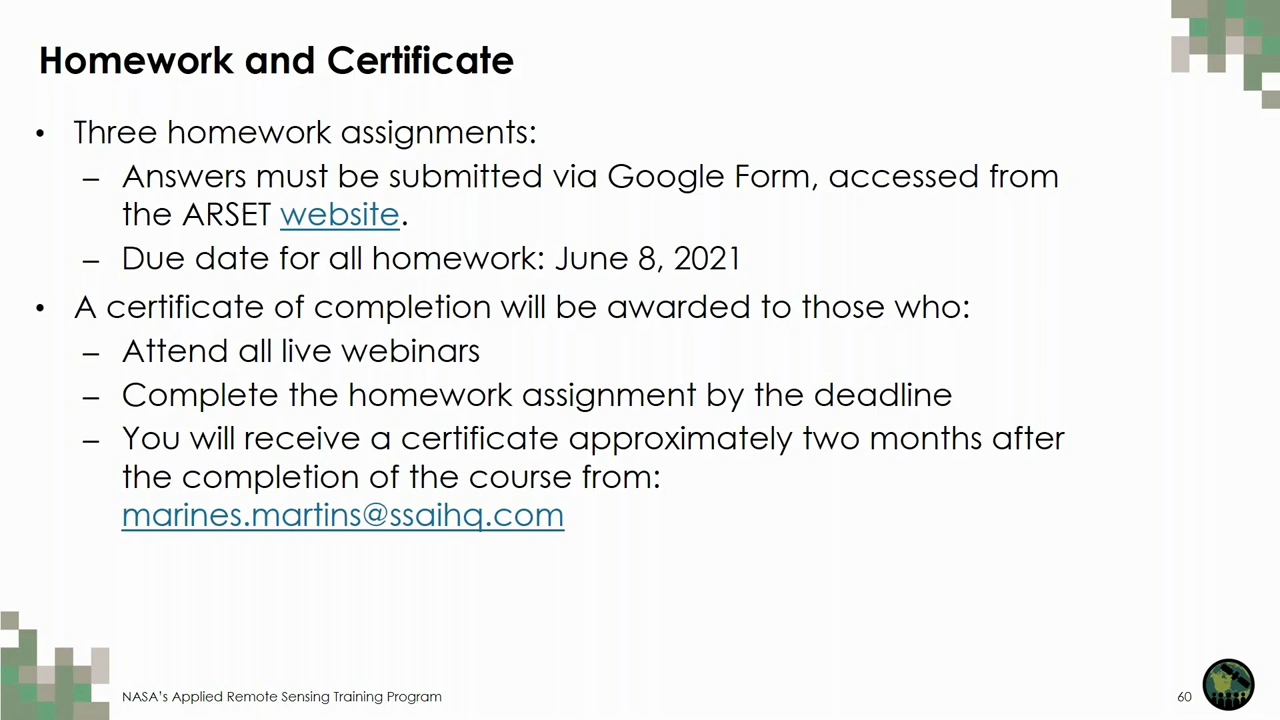 Homework and Certificate
• Three homework assignments:
– Answers must be submitted via Google Form, accessed from
the ARSET website.
– Due date for all homework: June 8, 2021
• A certificate of completion will be awarded to those who:
– Attend all live webinars
– Complete the homework assignment by the deadline
– You will receive a certificate approximately two months after
the completion of the course from:
marines.martins@ssaihq.com
NASA's Applied Remote Sensing Training Program
60